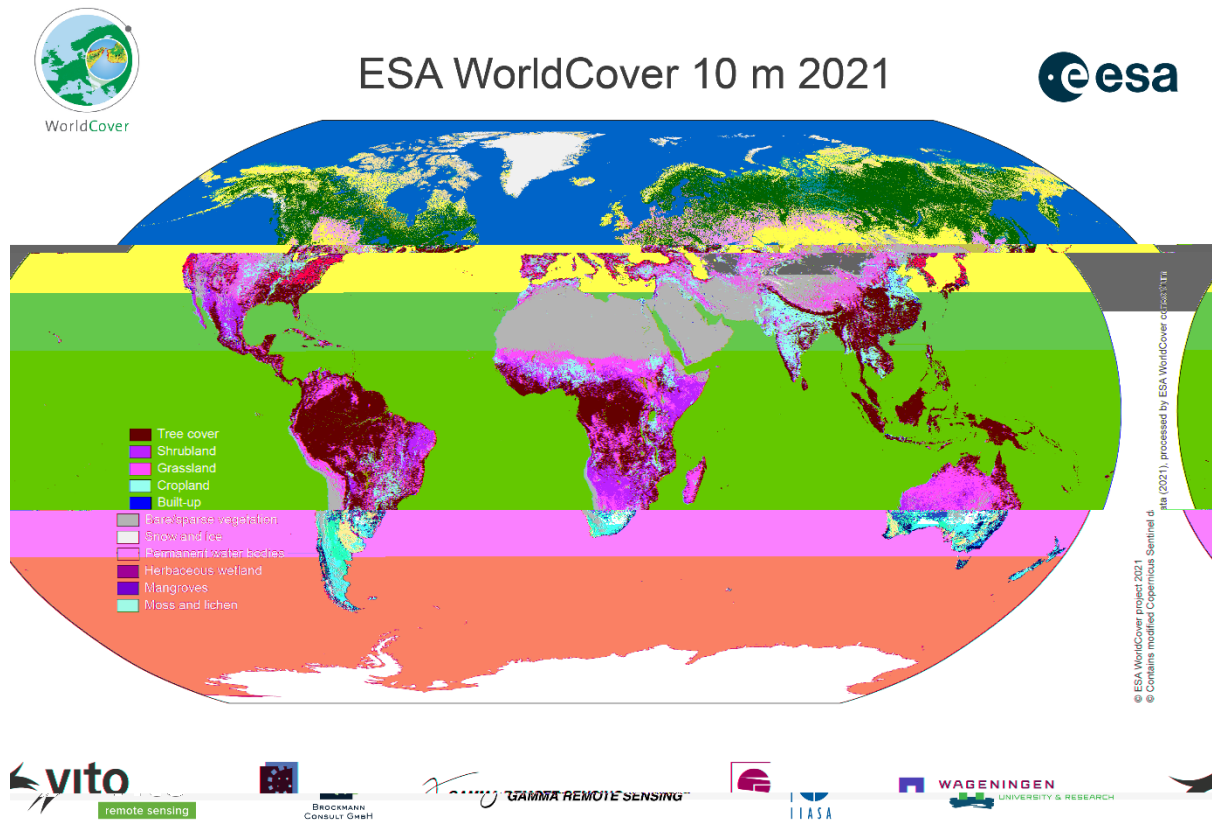 ESA WorldCover 10 m 2021
esa
WorldCover
Tree cover
Shrubland
Grassland
Cropland
Built-up
Bare/sparse vegetation
Snow and ice
Permanent water bodies
Herbaceous wetland
Mangroves
Moss and lichen
© ESA WorldCover project 2021
© Contains modified Copernicus Sentinel d
ata (2021), processed by ESA WorldCover consortium
vito
remote sensing
BROCKMANN
CONSULT GMBH
GAMMA REMOTE SENSING
IIASA
WAGENINGEN
UNIVERSITY & RESEARCH